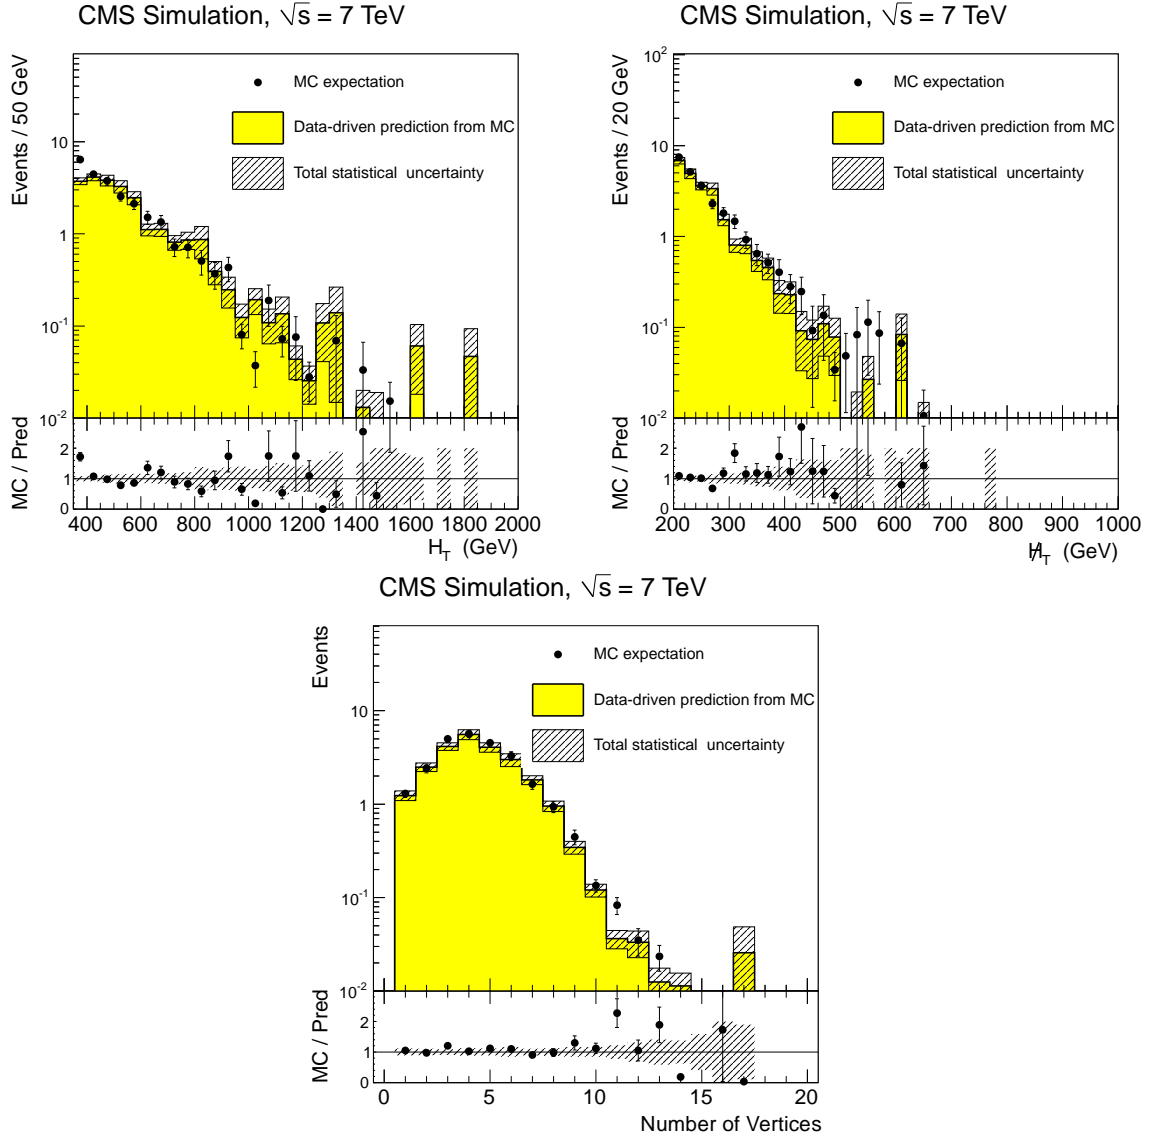 CMS Simulation, √s = 7 TeV
Events / 50 GeV
MC expectation
Data-driven prediction from MC
Total statistical uncertainty
10
1
10^-1
10^-2
MC / Pred
2
1
0
400 600 800 1000 1200 1400 1600 1800 2000
H_T (GeV)
CMS Simulation, √s = 7 TeV
Events / 20 GeV
MC expectation
Data-driven prediction from MC
Total statistical uncertainty
10^2
10
1
10^-1
10^-2
MC / Pred
2
1
0
200 300 400 500 600 700 800 900 1000
H̸_T (GeV)
CMS Simulation, √s = 7 TeV
Events
MC expectation
Data-driven prediction from MC
Total statistical uncertainty
10
1
10^-1
10^-2
MC / Pred
2
1
0
0 5 10 15 20
Number of Vertices